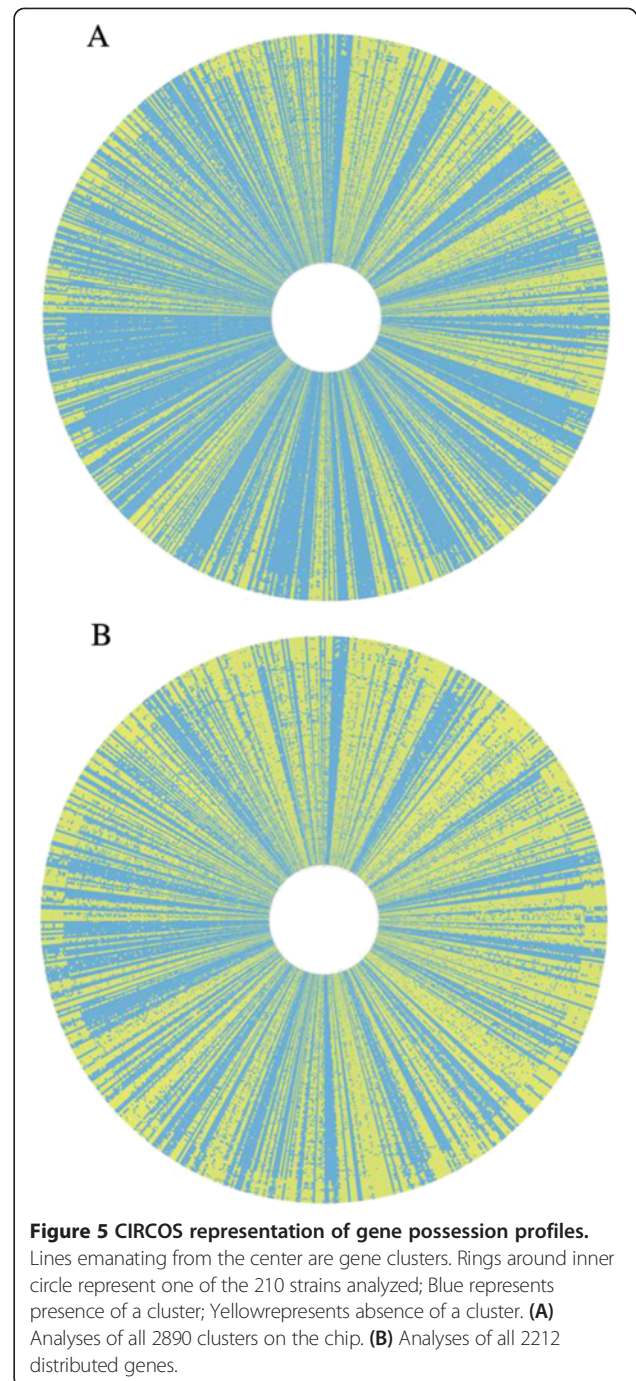 A
B
Figure 5 CIRCOS representation of gene possession profiles.
Lines emanating from the center are gene clusters. Rings around inner
circle represent one of the 210 strains analyzed; Blue represents
presence of a cluster; Yellowrepresents absence of a cluster. (A)
Analyses of all 2890 clusters on the chip. (B) Analyses of all 2212
distributed genes.